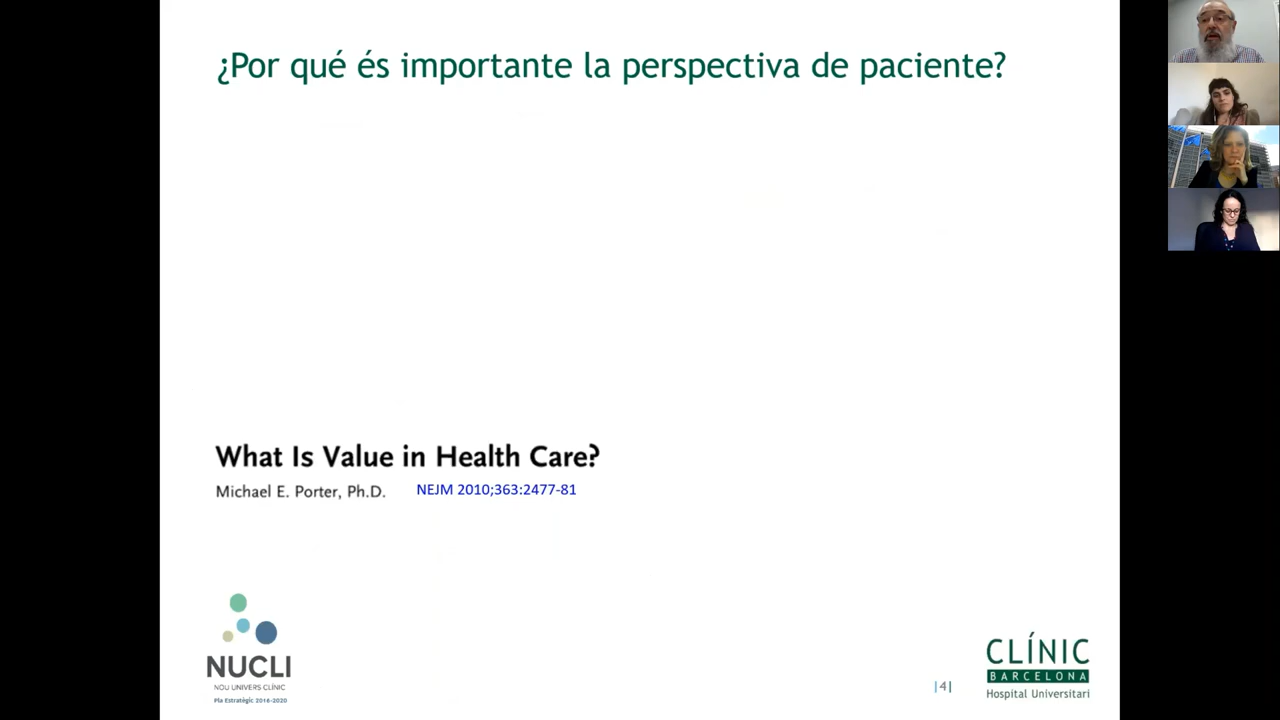 ¿Por qué és importante la perspectiva de paciente?
What Is Value in Health Care?
Michael E. Porter, Ph.D. NEJM 2010;363:2477-81
NUCLI
NOU UNIVERS CLÍNIC
Pla Estratègic 2016-2020
|4|
CLÍNIC
BARCELONA
Hospital Universitari